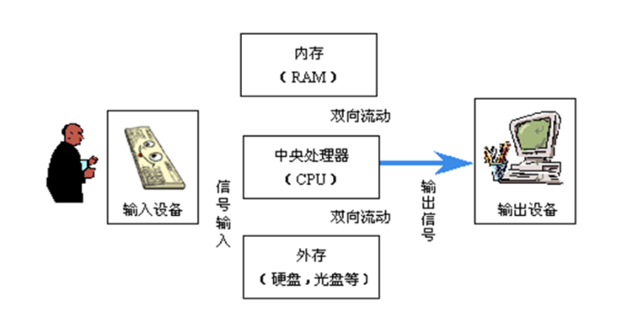 内存
（RAM）
双向流动
中央处理器
（CPU）
输入设备
信号输入
输出信号
输出设备
双向流动
外存
（硬盘，光盘等）